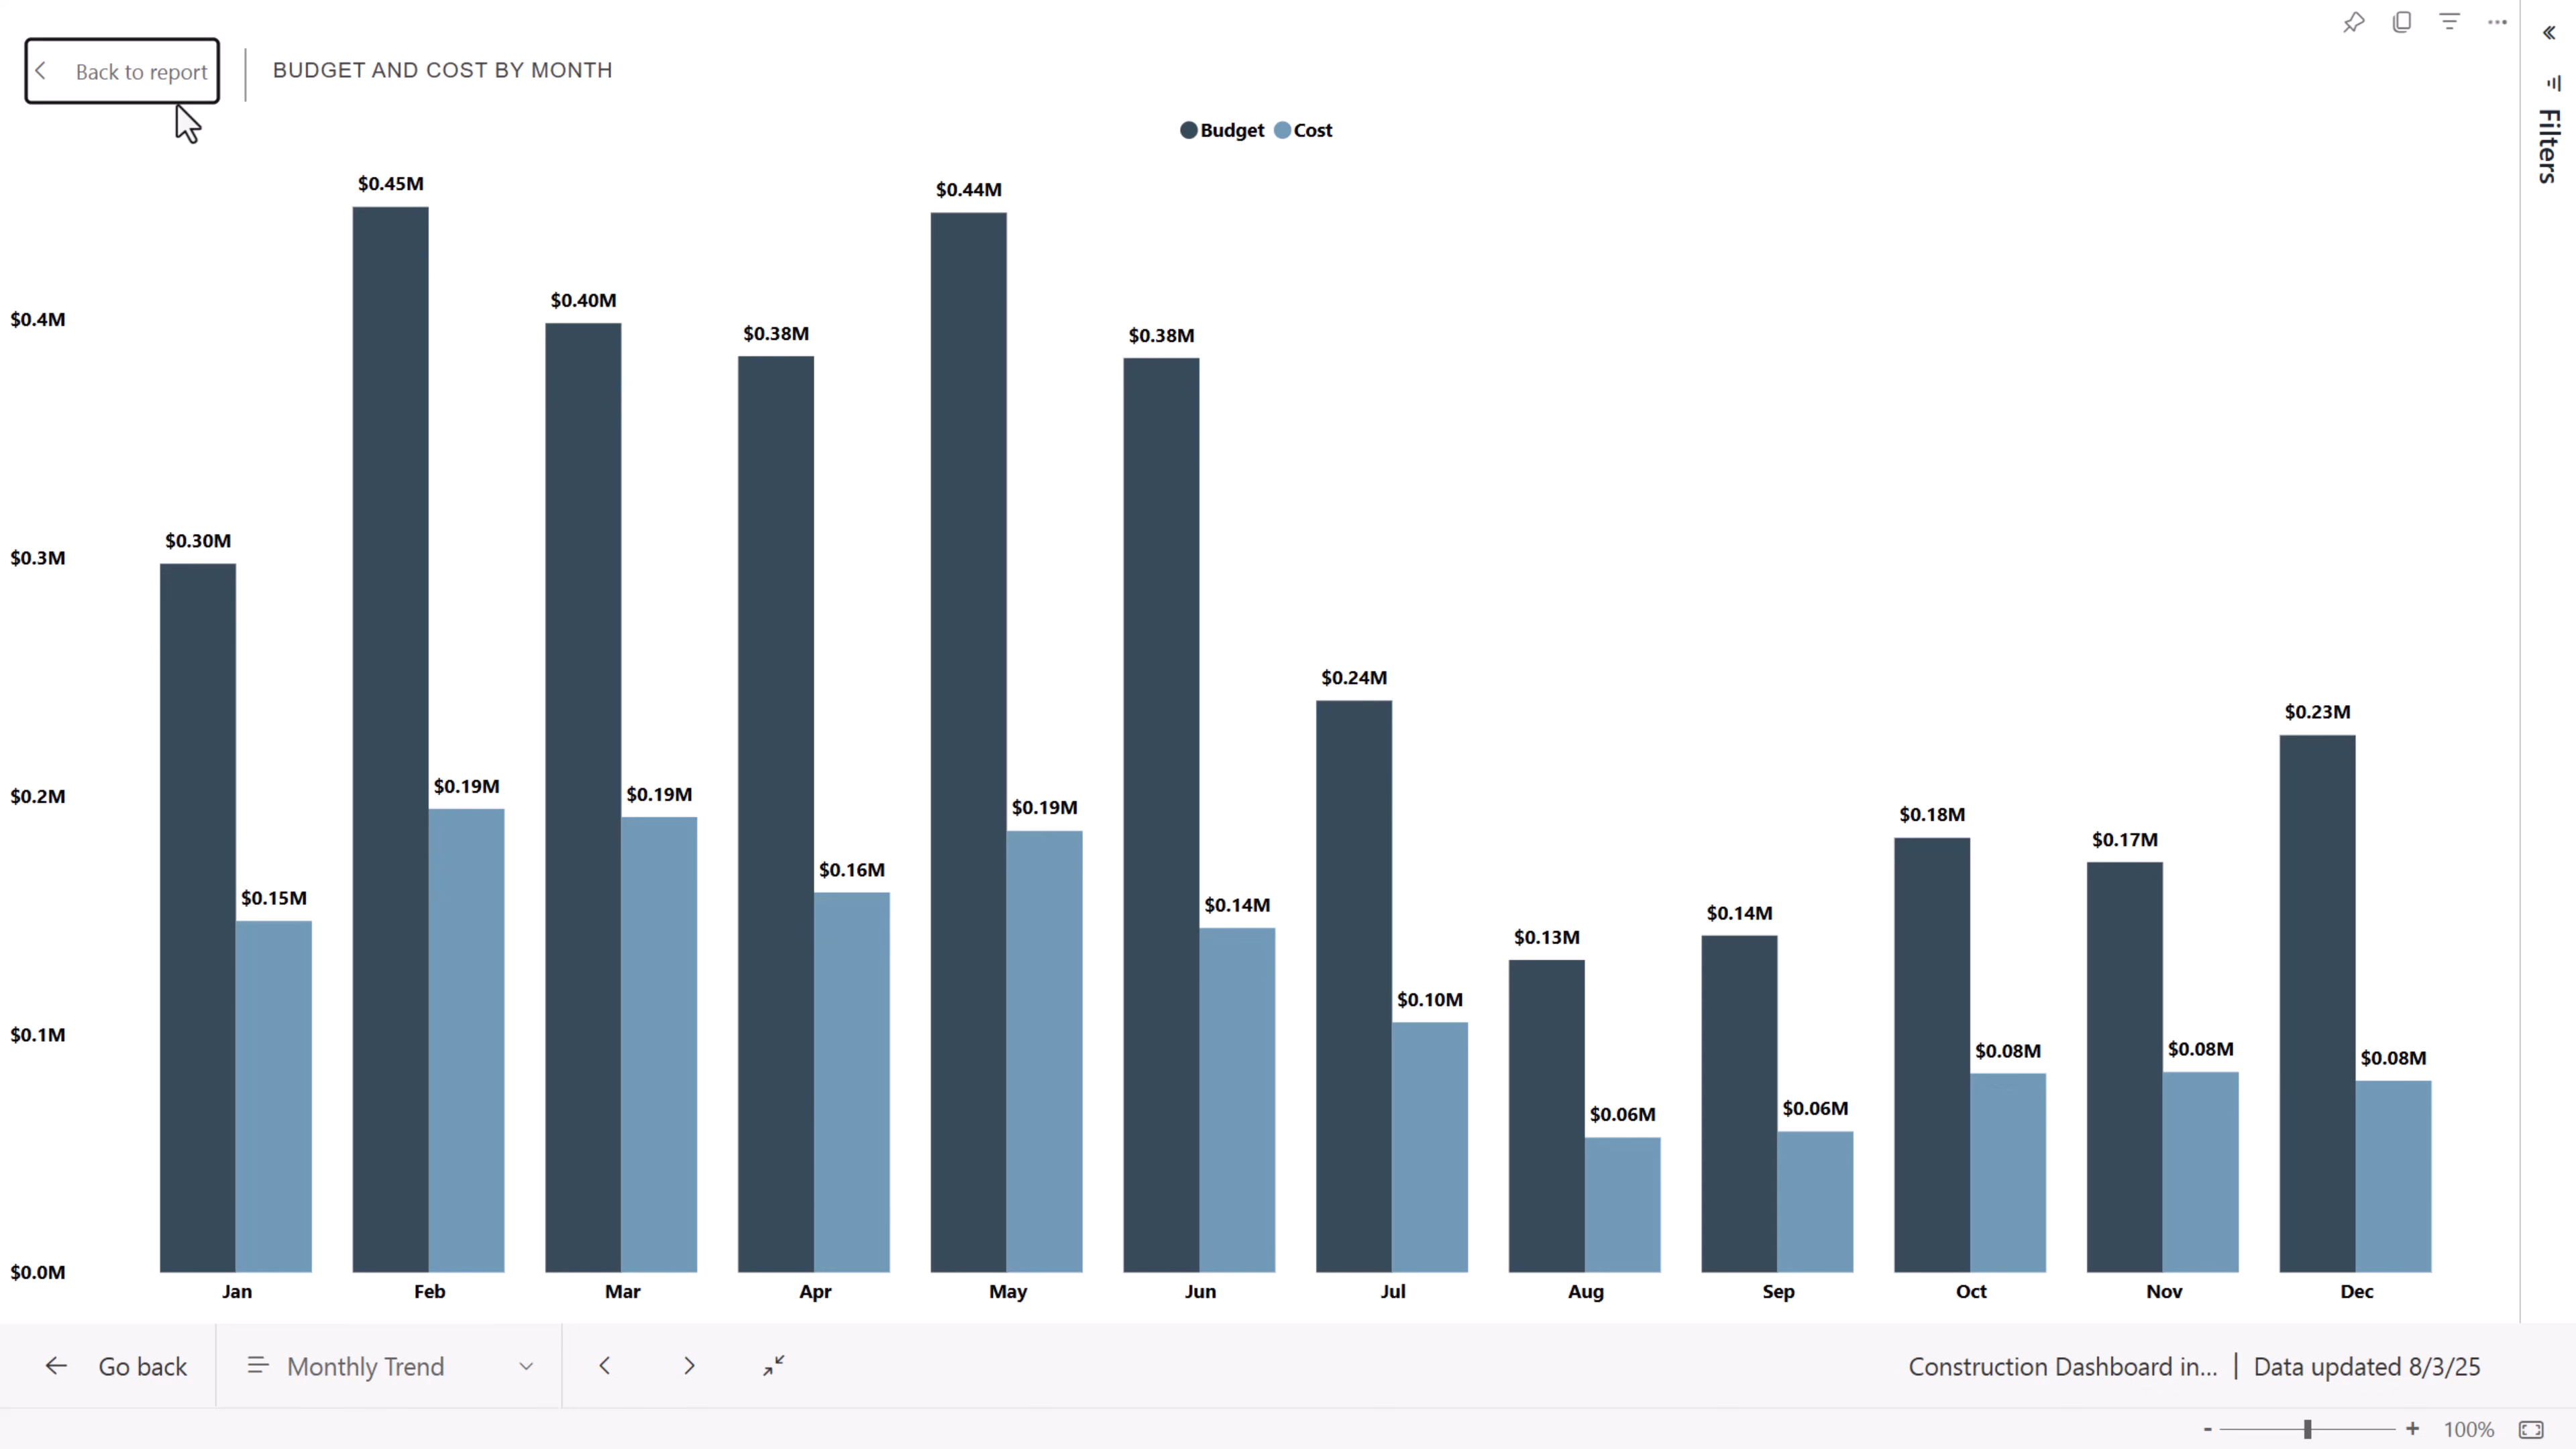 Back to report
BUDGET AND COST BY MONTH
Filters
Budget Cost
$0.45M
$0.44M
$0.40M
$0.4M
$0.38M
$0.38M
$0.30M
$0.3M
$0.24M
$0.23M
$0.19M
$0.19M
$0.2M
$0.19M
$0.18M
$0.17M
$0.16M
$0.15M
$0.14M
$0.14M
$0.13M
$0.10M
$0.1M
$0.08M
$0.08M
$0.08M
$0.06M
$0.06M
$0.0M
Jan Feb Mar Apr May Jun Jul Aug Sep Oct Nov Dec
Go back Monthly Trend Construction Dashboard in... | Data updated 8/3/25
- + 100%